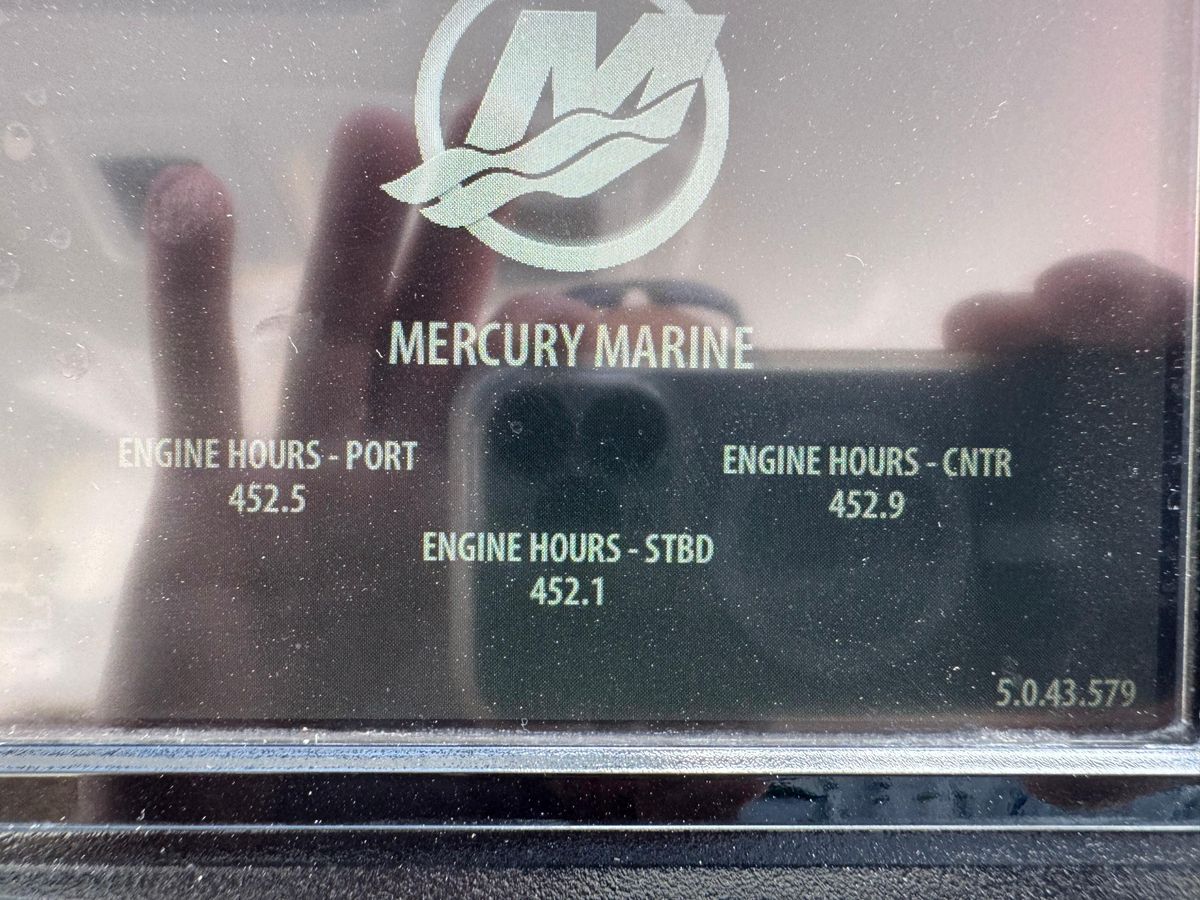 MERCURY MARINE
ENGINE HOURS - PORT
452.5
ENGINE HOURS - CNTR
452.9
ENGINE HOURS - STBD
452.1
5.0.43.579